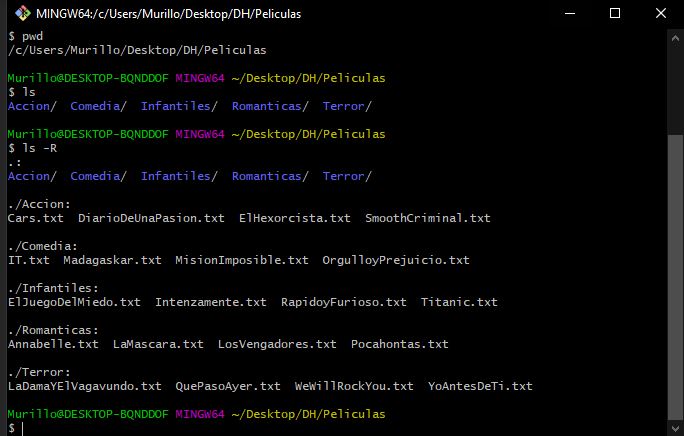 MINGW64:/c/Users/Murillo/Desktop/DH/Peliculas
$ pwd
/c/Users/Murillo/Desktop/DH/Peliculas
Murillo@DESKTOP-BQNDDOF MINGW64 ~/Desktop/DH/Peliculas
$ ls
Accion/  Comedia/  Infantiles/  Romanticas/  Terror/
Murillo@DESKTOP-BQNDDOF MINGW64 ~/Desktop/DH/Peliculas
$ ls -R
.:
Accion/  Comedia/  Infantiles/  Romanticas/  Terror/
./Accion:
Cars.txt  DiarioDeUnaPasion.txt  ElHexorcista.txt  SmoothCriminal.txt
./Comedia:
IT.txt  Madagaskar.txt  MisionImposible.txt  OrgulloyPrejuicio.txt
./Infantiles:
ElJuegoDelMiedo.txt  Intenzamente.txt  RapidoyFurioso.txt  Titanic.txt
./Romanticas:
Annabelle.txt  LaMascara.txt  LosVengadores.txt  Pocahontas.txt
./Terror:
LaDamaYElVagavundo.txt  QuePasoAyer.txt  WeWillRockYou.txt  YoAntesDeTi.txt
Murillo@DESKTOP-BQNDDOF MINGW64 ~/Desktop/DH/Peliculas
$